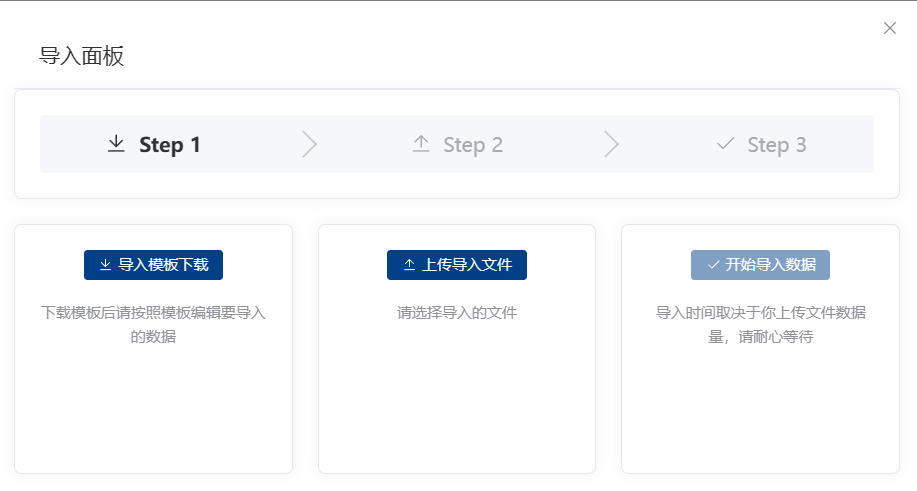 导入面板
Step 1
Step 2
Step 3
导入模板下载
下载模板后请按照模板编辑要导入
的数据
上传导入文件
请选择导入的文件
开始导入数据
导入时间取决于你上传文件数据
量，请耐心等待